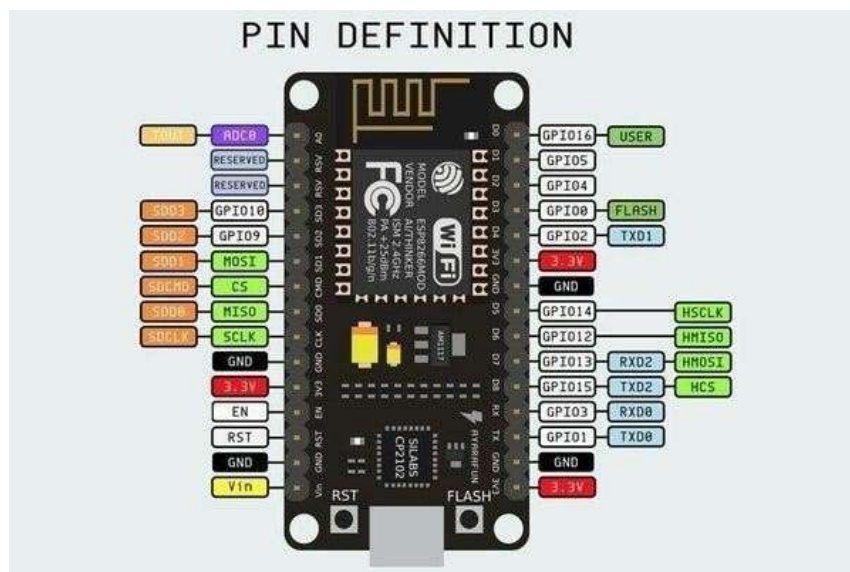 PIN DEFINITION
TOUT ADC0 A0 D0 GPIO16 USER
RESERVED RSV D1 GPIO5
RESERVED RSV D2 GPIO4
SDD3 GPIO10 SD3 D3 GPIO0 FLASH
SDD2 GPIO9 SD2 D4 GPIO2 TXD1
SDD1 MOSI SD1 3V3 3.3V
SDCMD CS CMD GND GND
SDD0 MISO SD0 D5 GPIO14 HSCLK
SDCLK SCLK CLK D6 GPIO12 HMISO
GND GND D7 GPIO13 RXD2 HMOSI
3.3V 3V3 D8 GPIO15 TXD2 HCS
EN EN RX GPIO3 RXD0
RST RST TX GPIO1 TXD0
GND GND GND GND
Vin Vin 3V3 3.3V
MODEL ESP8266MOD
VENDOR AI/THINKER
ISM 2.4GHz
PA +25dBm
802.11b/g/n
FC
Wi Fi
AM1117
SILABS
CP2102
AYARAFUN
RST FLASH